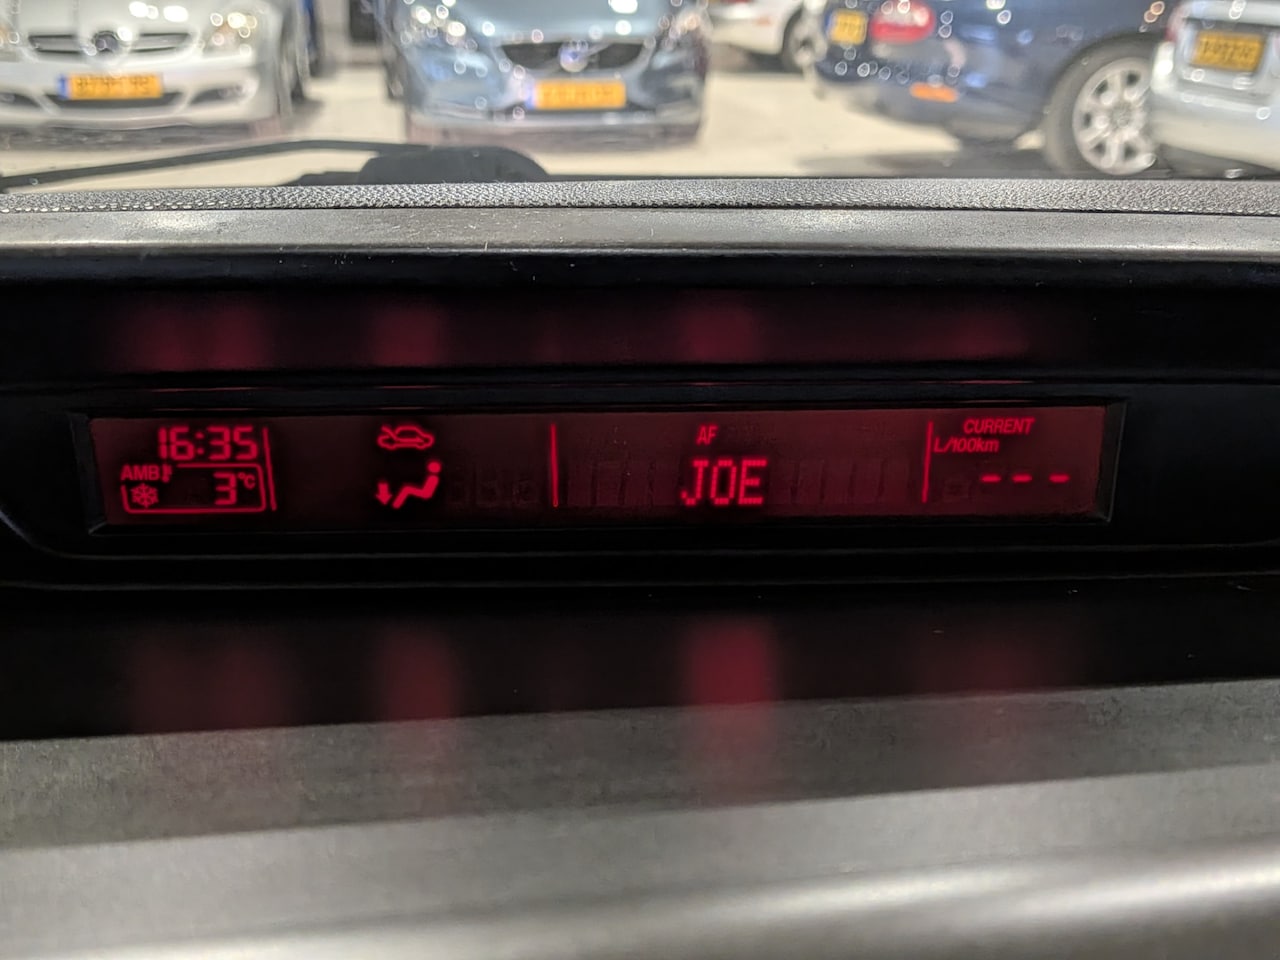 16:35
AMB.
3°C
AF
JOE
CURRENT
L/100km
- - -